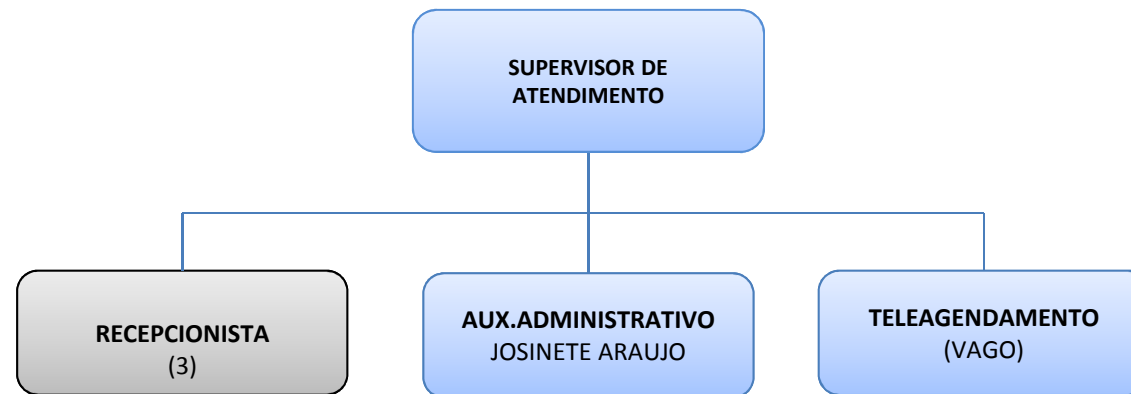 SUPERVISOR DE
ATENDIMENTO
RECEPCIONISTA
(3)
AUX.ADMINISTRATIVO
JOSINETE ARAUJO
TELEAGENDAMENTO
(VAGO)